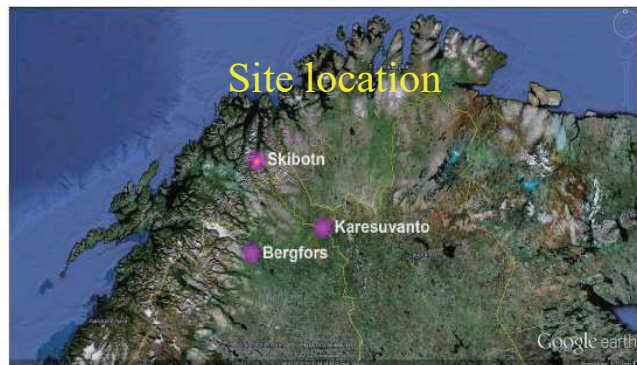 Site location
Skibotn
Karesuvanto
Bergfors
Google earth